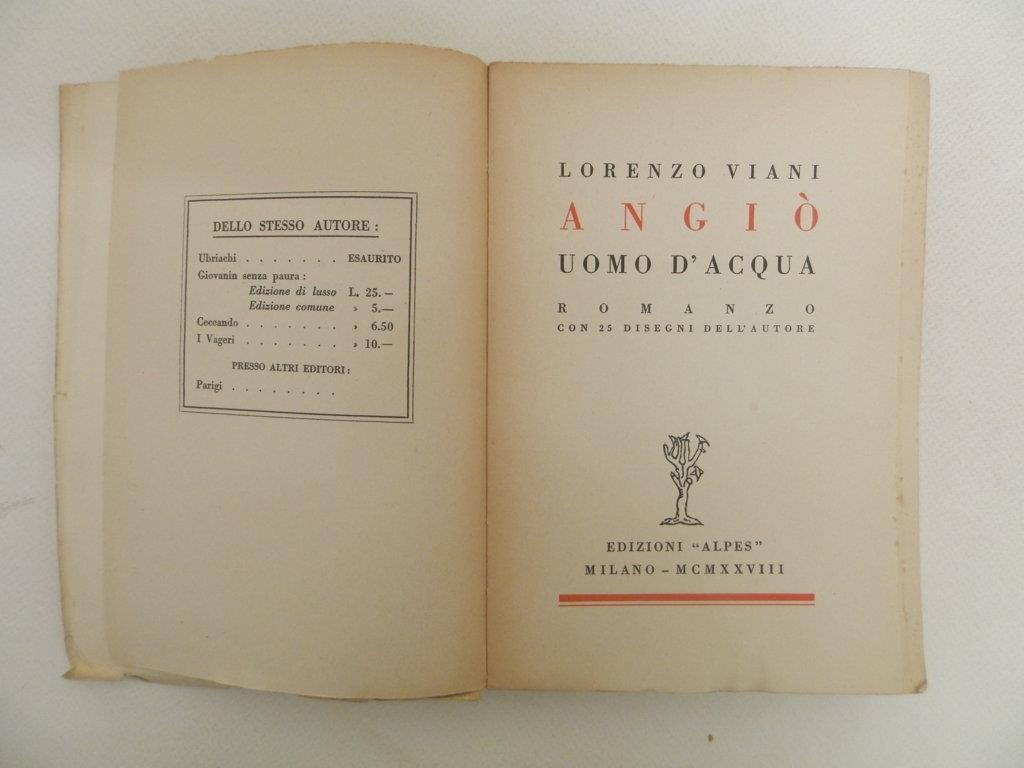 DELLO STESSO AUTORE :
Ubriachi . . . . . . . ESAURITO
Giovanin senza paura :
Edizione di lusso L. 25.—
Edizione comune » 5.—
Ceccando . . . . . . . » 6.50
I Vageri . . . . . . . » 10.—
PRESSO ALTRI EDITORI :
Parigi . . . . . . . .
LORENZO VIANI
ANGIÒ
UOMO D'ACQUA
ROMANZO
CON 25 DISEGNI DELL'AUTORE
EDIZIONI "ALPES"
MILANO – MCMXXVIII